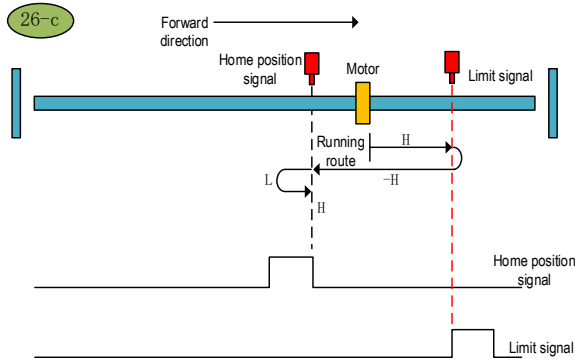 26-c
Forward
direction
Home position
signal
Motor
Limit signal
Running
route
H
L
-H
H
Home position
signal
Limit signal